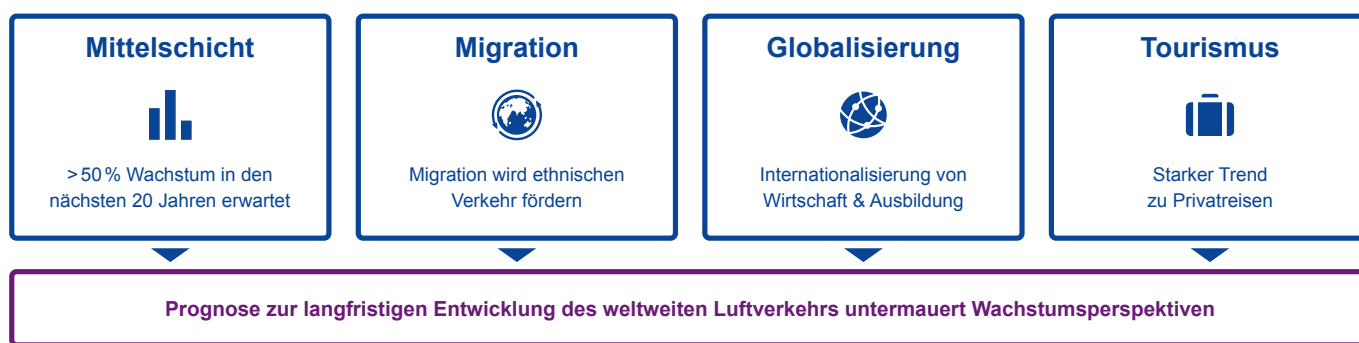 Mittelschicht
>50% Wachstum in den
nächsten 20 Jahren erwartet
Migration
Migration wird ethnischen
Verkehr fördern
Globalisierung
Internationalisierung von
Wirtschaft & Ausbildung
Tourismus
Starker Trend
zu Privatreisen
Prognose zur langfristigen Entwicklung des weltweiten Luftverkehrs untermauert Wachstumsperspektiven